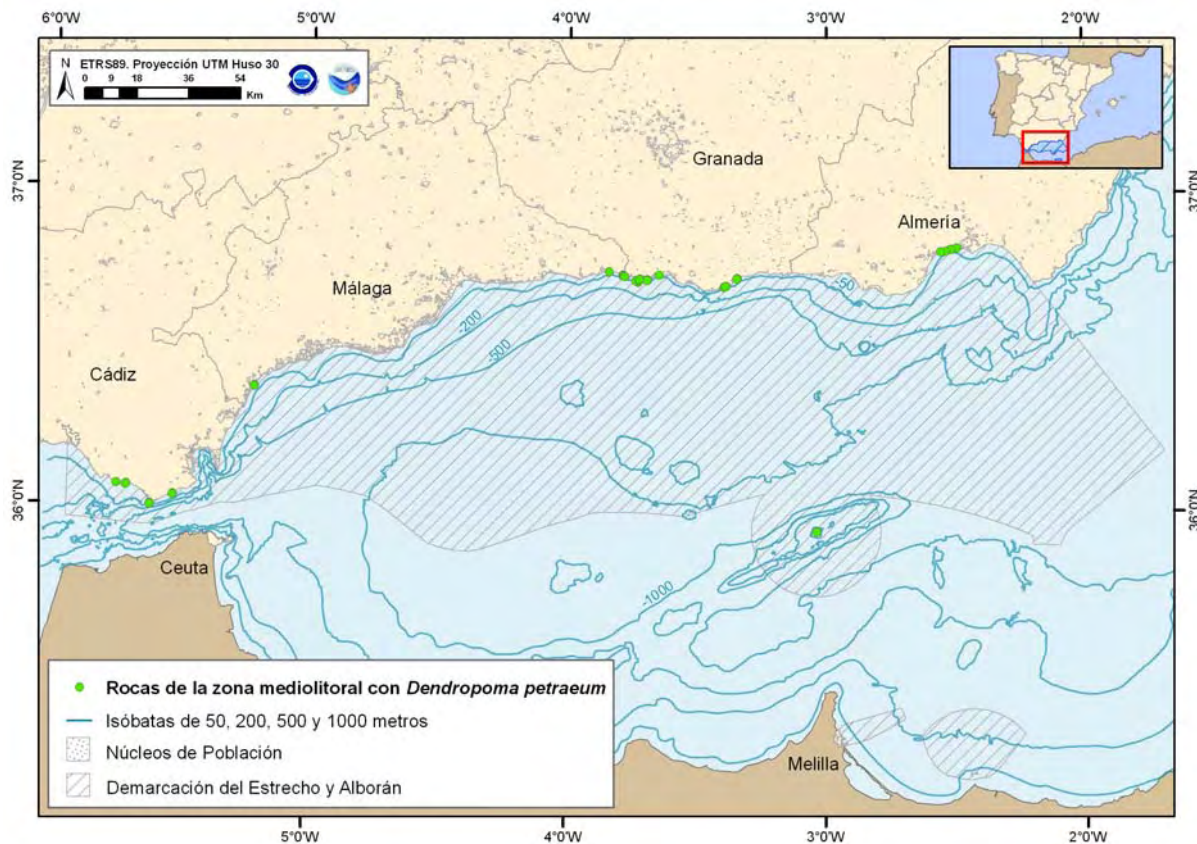 6°0'W 5°0'W 4°0'W 3°0'W 2°0'W
N ETRS89. Proyección UTM Huso 30
0 9 18 36 54
Km
37°0'N
37°0'N
Granada
Almería
Málaga
-50
-200
-500
Cádiz
36°0'N
36°0'N
Ceuta
-1000
Rocas de la zona mediolitoral con Dendropoma petraeum
Isóbatas de 50, 200, 500 y 1000 metros
Núcleos de Población
Demarcación del Estrecho y Alborán
Melilla
5°0'W 4°0'W 3°0'W 2°0'W